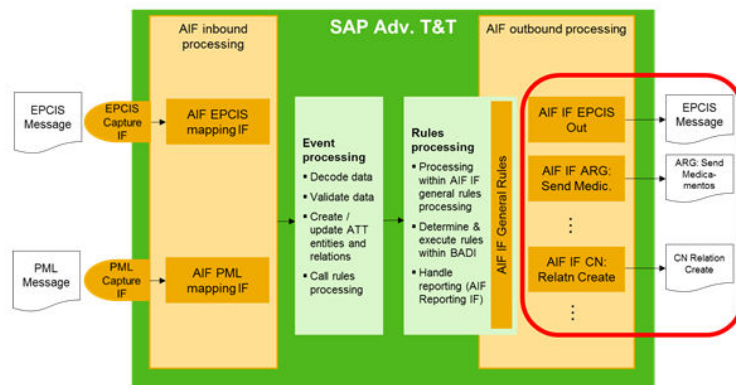 SAP Adv. T&T
AIF inbound
processing
AIF outbound processing
EPCIS
Message
EPCIS
Capture
IF
AIF EPCIS
mapping IF
PML
Message
PML
Capture
IF
AIF PML
mapping IF
Event
processing
▪ Decode data
▪ Validate data
▪ Create /
update ATT
entities and
relations
▪ Call rules
processing
Rules
processing
▪ Processing
within AIF IF
general rules
processing
▪ Determine &
execute rules
within BADI
▪ Handle
reporting (AIF
Reporting IF)
AIF IF General Rules
AIF IF EPCIS
Out
AIF IF ARG:
Send Medic.
⋮
AIF IF CN:
Relatn Create
⋮
EPCIS
Message
ARG: Send
Medica-
mentos
CN Relation
Create